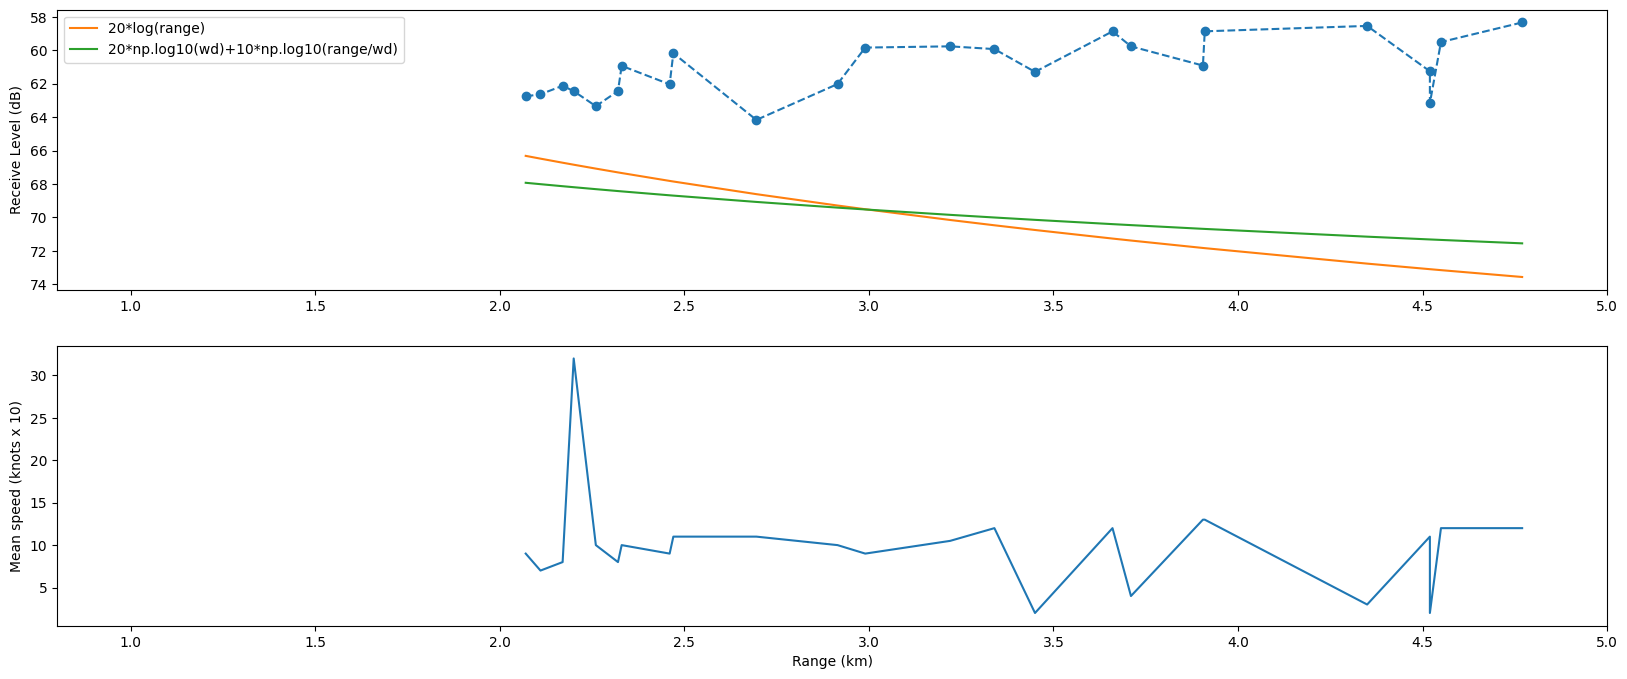 58
60
62
64
66
68
70
72
74
Receive Level (dB)
20*log(range)
20*np.log10(wd)+10*np.log10(range/wd)
1.0 1.5 2.0 2.5 3.0 3.5 4.0 4.5 5.0
30
25
20
15
10
5
Mean speed (knots x 10)
1.0 1.5 2.0 2.5 3.0 3.5 4.0 4.5 5.0
Range (km)